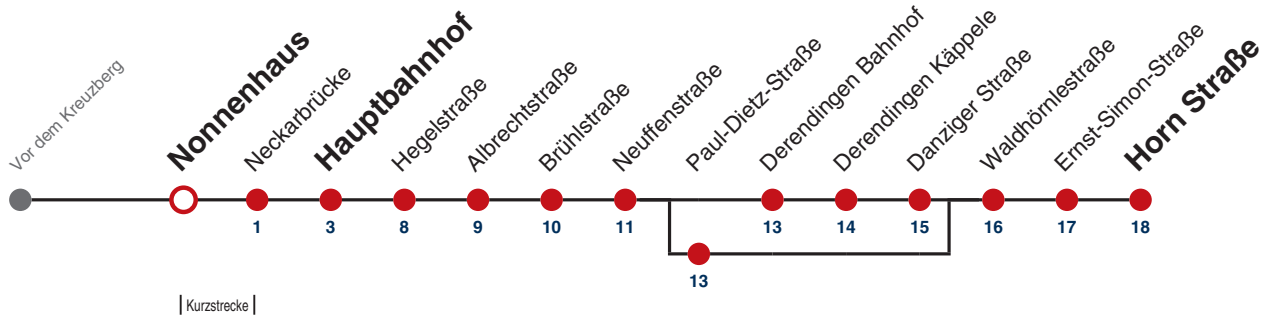 Vor dem Kreuzberg
Nonnenhaus
Neckarbrücke
Hauptbahnhof
Hegelstraße
Albrechtstraße
Brühlstraße
Neuffenstraße
Paul-Dietz-Straße
Derendingen Bahnhof
Derendingen Käppele
Danziger Straße
Waldhörnlestraße
Ernst-Simon-Straße
Horn Straße
1 3 8 9 10 11 13 14 15 16 17 18
13
Kurzstrecke